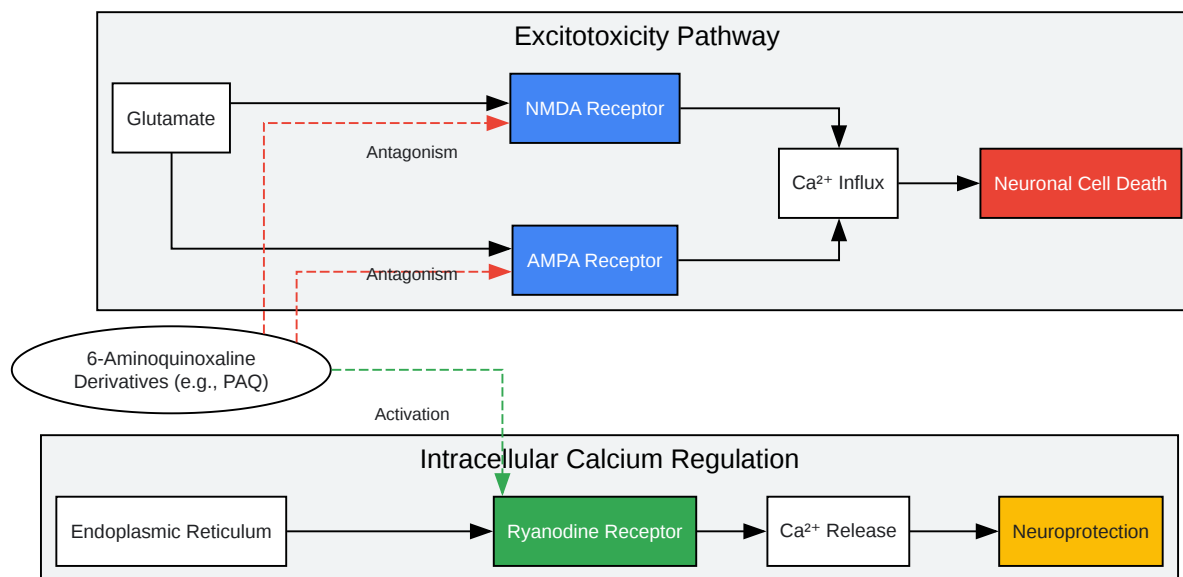 Excitotoxicity Pathway
Glutamate
NMDA Receptor
Antagonism
Ca²⁺ Influx
Neuronal Cell Death
AMPA Receptor
Antagonism
6-Aminoquinoxaline
Derivatives (e.g., PAQ)
Activation
Intracellular Calcium Regulation
Endoplasmic Reticulum
Ryanodine Receptor
Ca²⁺ Release
Neuroprotection